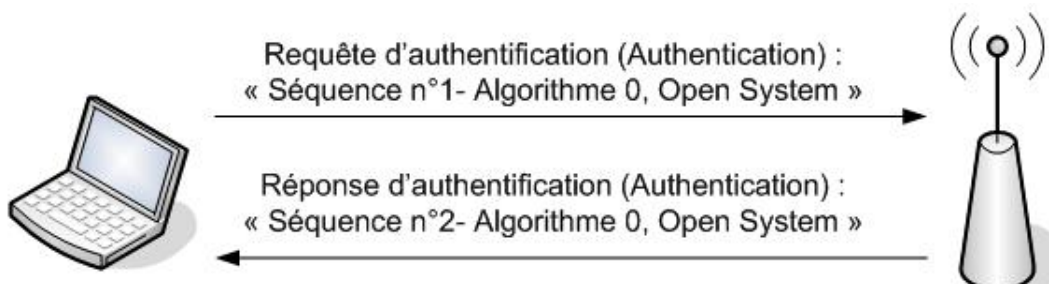 Requête d'authentification (Authentication) :
« Séquence n°1- Algorithme 0, Open System »
Réponse d'authentification (Authentication) :
« Séquence n°2- Algorithme 0, Open System »